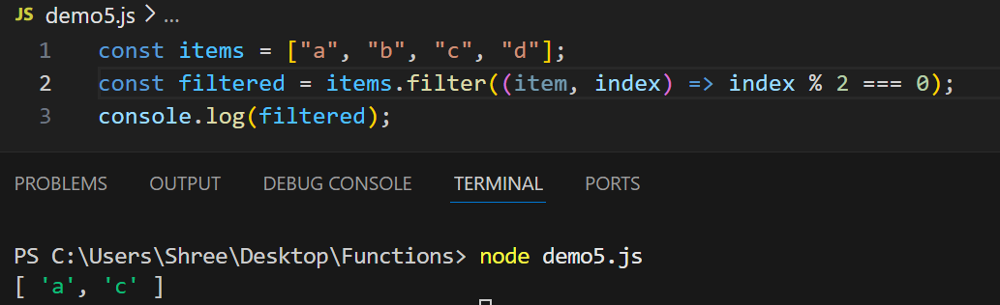 JS demo5.js > ...
1 const items = ["a", "b", "c", "d"];
2 const filtered = items.filter((item, index) => index % 2 === 0);
3 console.log(filtered);
PROBLEMS OUTPUT DEBUG CONSOLE TERMINAL PORTS
PS C:\Users\Shree\Desktop\Functions> node demo5.js
[ 'a', 'c' ]